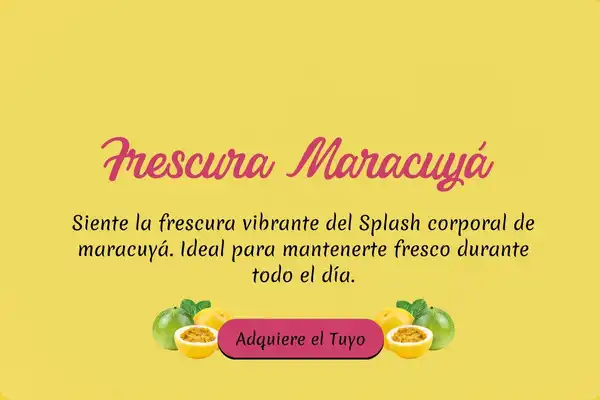 Frescura Maracuyá
Siente la frescura vibrante del Splash corporal de
maracuyá. Ideal para mantenerte fresco durante
todo el día.
Adquiere el Tuyo